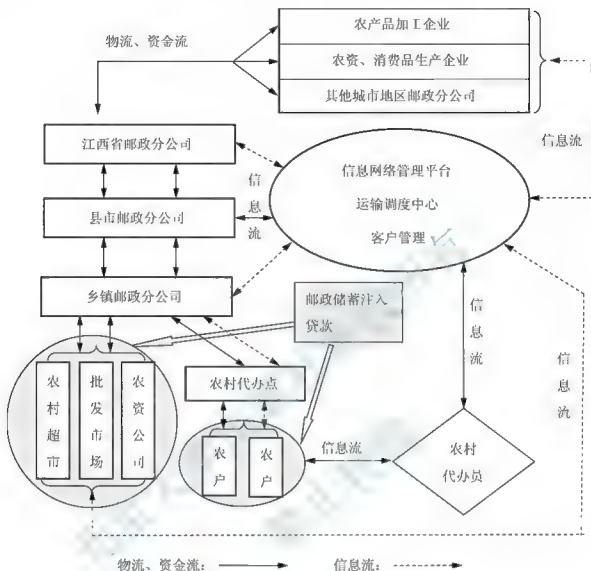 农产品加工企业
物流、资金流
农资、消费品生产企业
其他城市地区邮政分公司
信息流
江西省邮政分公司
信息流
信息网络管理平台
运输调度中心
客户管理
县市邮政分公司
乡镇邮政分公司
邮政储蓄注入
贷款
信息流
信息流
农村超市
批发市场
农资公司
农村代办点
农户
农户
信息流
农村
代办员
物流、资金流：
信息流：